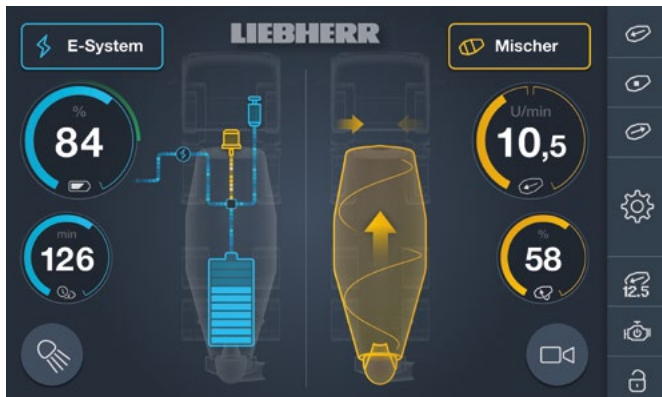 LIEBHERR
E-System
Mischer
%
84
U/min
10,5
min
126
%
58
12.5